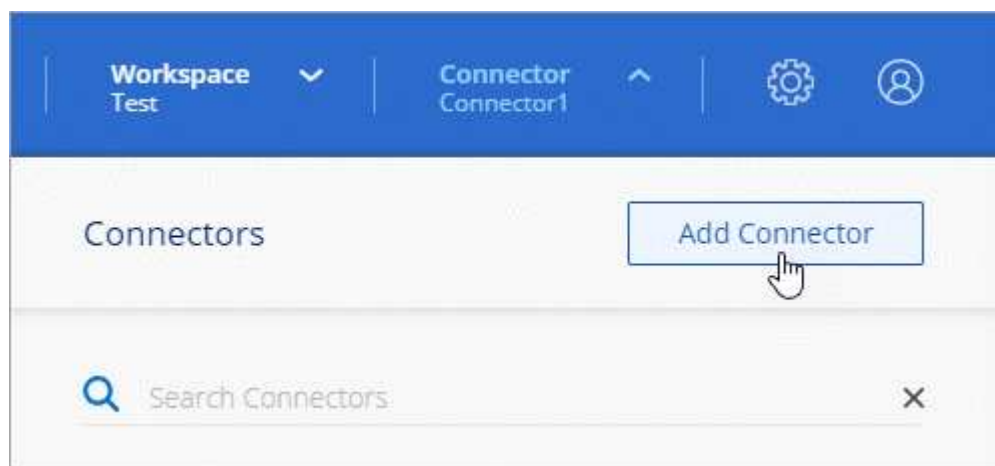 Workspace
Test
Connector
Connector1
Connectors
Add Connector
Search Connectors